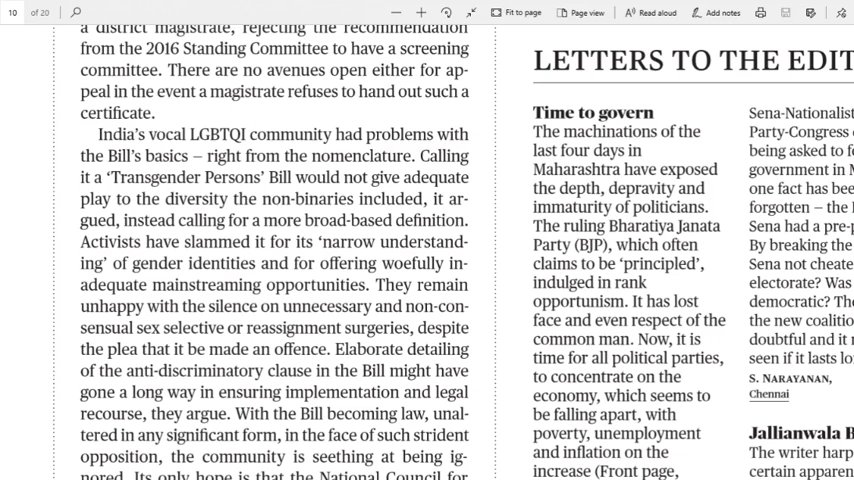 10 of 20
Fit to page
Page view
Read aloud
Add notes
a district magistrate, rejecting the recommendation
from the 2016 Standing Committee to have a screening
committee. There are no avenues open either for ap-
peal in the event a magistrate refuses to hand out such a
certificate.
India's vocal LGBTQI community had problems with
the Bill's basics – right from the nomenclature. Calling
it a 'Transgender Persons' Bill would not give adequate
play to the diversity the non-binaries included, it ar-
gued, instead calling for a more broad-based definition.
Activists have slammed it for its 'narrow understand-
ing' of gender identities and for offering woefully in-
adequate mainstreaming opportunities. They remain
unhappy with the silence on unnecessary and non-con-
sensual sex selective or reassignment surgeries, despite
the plea that it be made an offence. Elaborate detailing
of the anti-discriminatory clause in the Bill might have
gone a long way in ensuring implementation and legal
recourse, they argue. With the Bill becoming law, unal-
tered in any significant form, in the face of such strident
opposition, the community is seething at being ig-
nored. Its only hope is that the National Council for
LETTERS TO THE EDIT
Time to govern
The machinations of the
last four days in
Maharashtra have exposed
the depth, depravity and
immaturity of politicians.
The ruling Bharatiya Janata
Party (BJP), which often
claims to be 'principled',
indulged in rank
opportunism. It has lost
face and even respect of the
common man. Now, it is
time for all political parties,
to concentrate on the
economy, which seems to
be falling apart, with
poverty, unemployment
and inflation on the
increase (Front page,
Sena-Nationalist
Party-Congress
being asked to f
government in M
one fact has bee
forgotten – the
Sena had a pre-p
By breaking the
Sena not cheate
electorate? Was
democratic? Th
the new coalitio
doubtful and it r
seen if it lasts lo
S. NARAYANAN,
Chennai
Jallianwala B
The writer harp
certain apparen